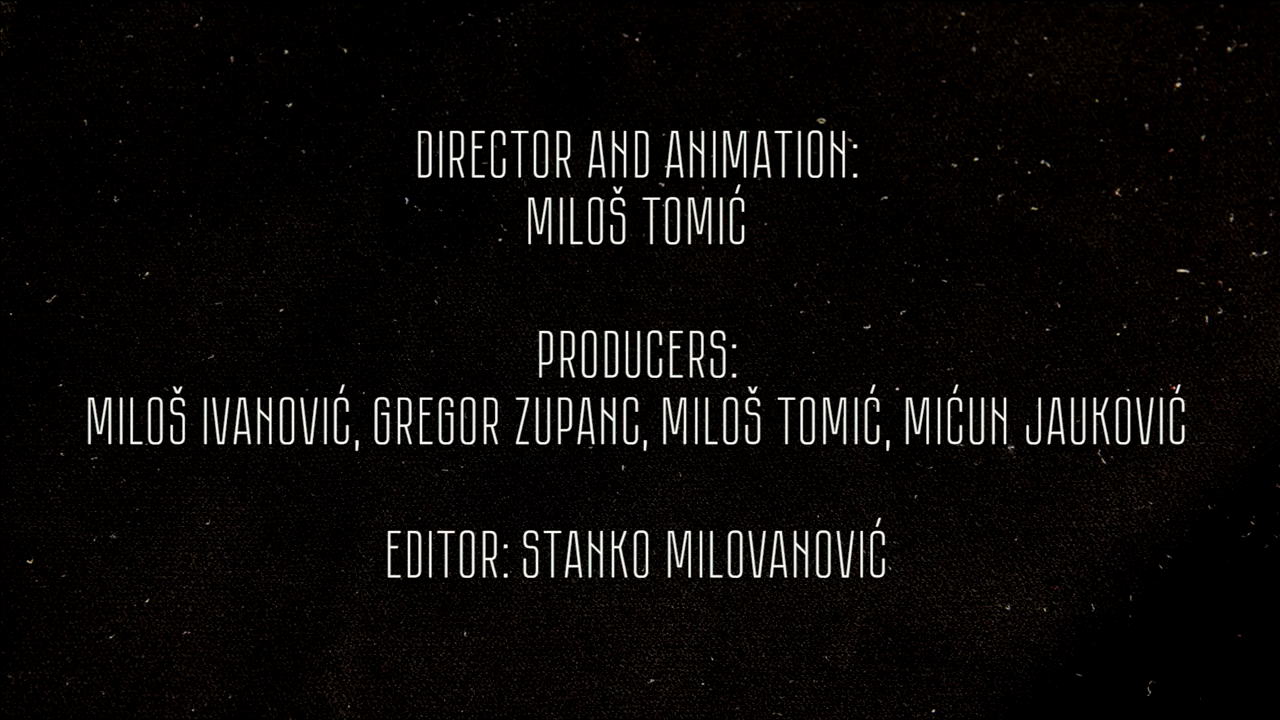 DIRECTOR AND ANIMATION:
MILOŠ TOMIĆ
PRODUCERS:
MILOŠ IVANOVIĆ, GREGOR ZUPANC, MILOŠ TOMIĆ, MIĆUN JAUKOVIĆ
EDITOR: STANKO MILOVANOVIĆ